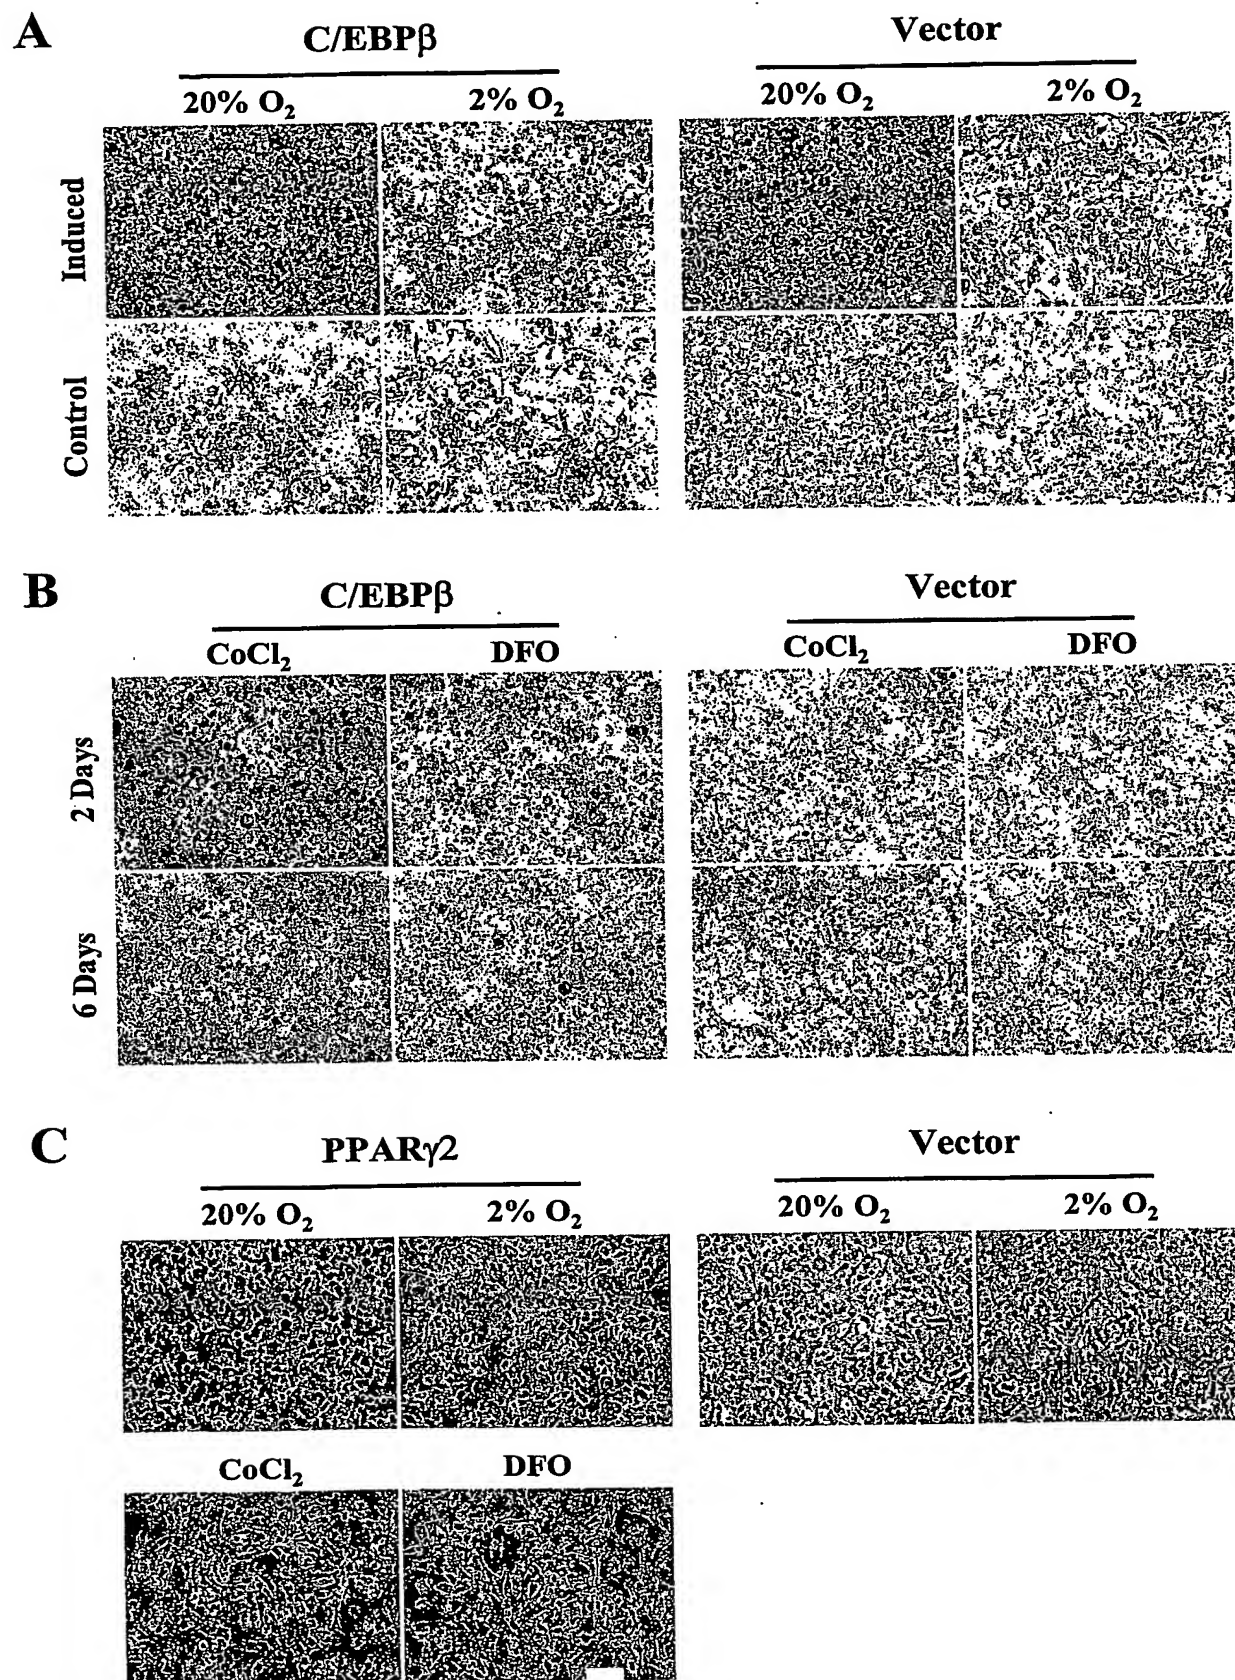 A
C/EBPβ Vector
20% O₂ 2% O₂ 20% O₂ 2% O₂
Induced
Control
B
C/EBPβ Vector
CoCl₂ DFO CoCl₂ DFO
2 Days
6 Days
C
PPARγ2 Vector
20% O₂ 2% O₂ 20% O₂ 2% O₂
CoCl₂ DFO